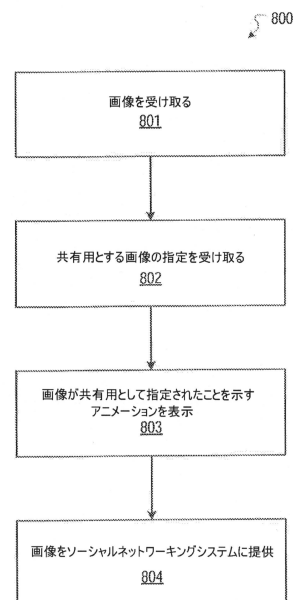 800
画像を受け取る
801
共有用とする画像の指定を受け取る
802
画像が共有用として指定されたことを示す
アニメーションを表示
803
画像をソーシャルネットワーキングシステムに提供
804